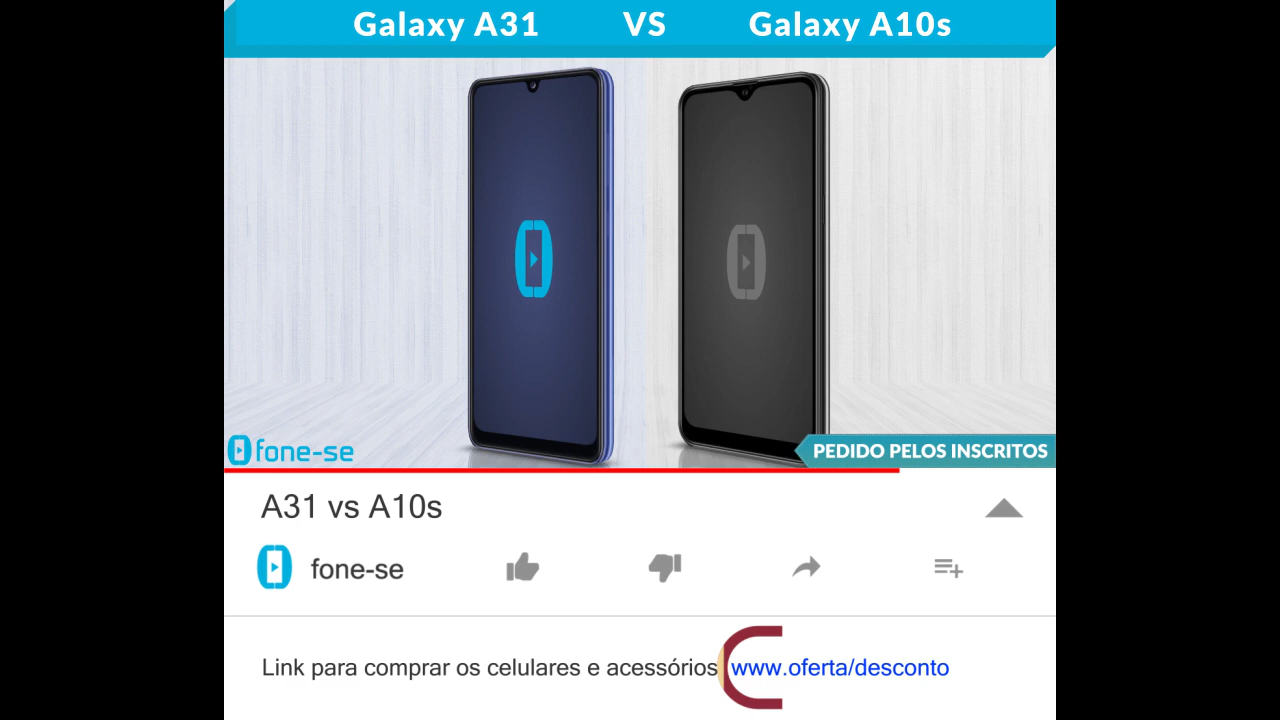 Galaxy A31 VS Galaxy A10s
fone-se
PEDIDO PELOS INSCRITOS
A31 vs A10s
fone-se
Link para comprar os celulares e acessórios www.oferta/desconto